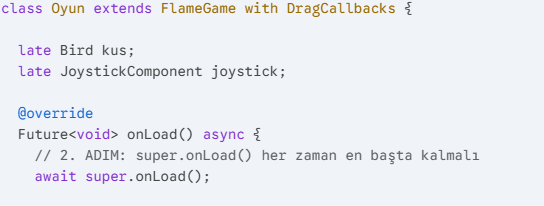 class Oyun extends FlameGame with DragCallbacks {
late Bird kus;
late JoystickComponent joystick;
@override
Future<void> onLoad() async {
// 2. ADIM: super.onLoad() her zaman en başta kalmalı
await super.onLoad();